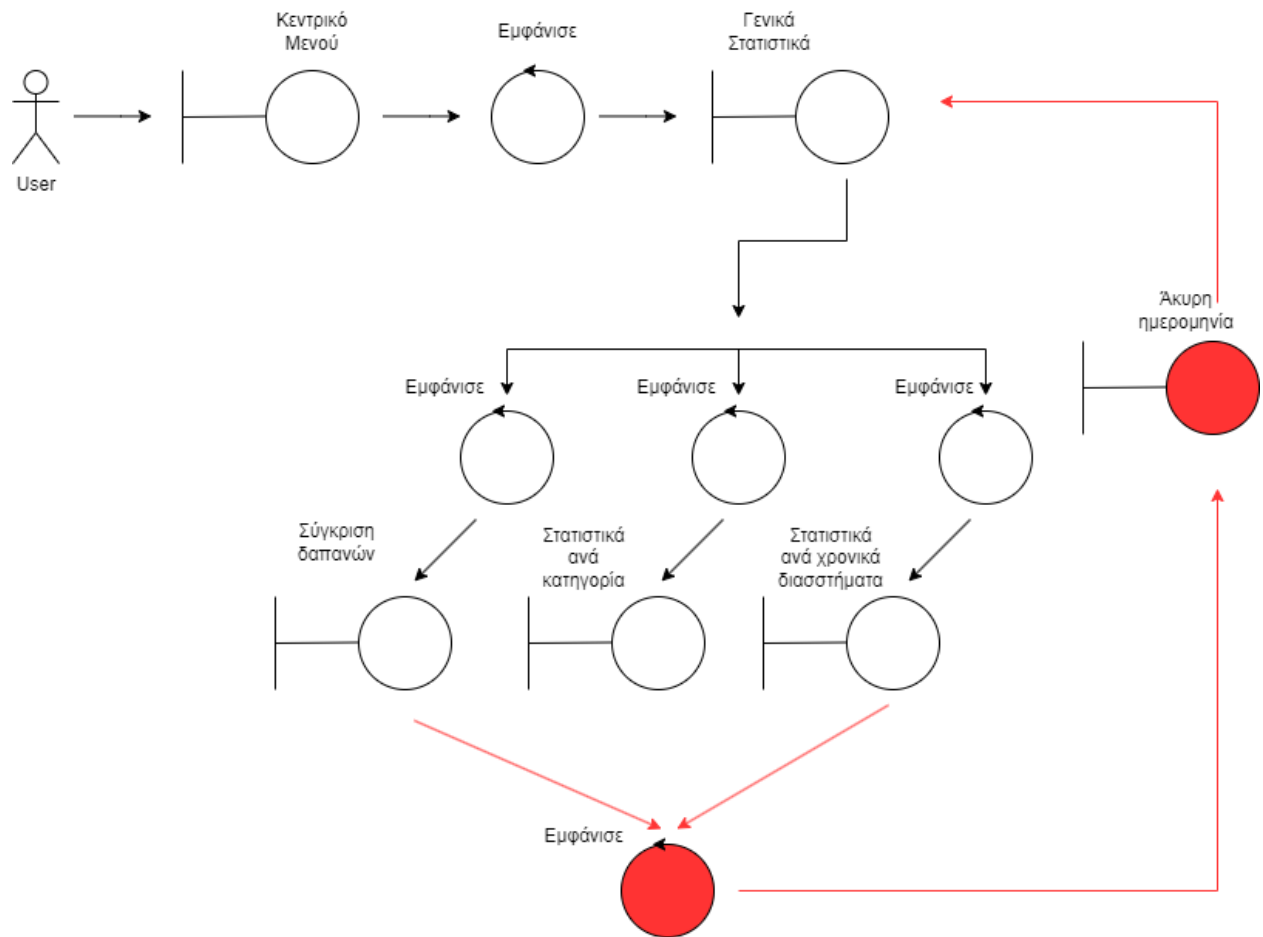 Κεντρικό
Μενού
Εμφάνισε
Γενικά
Στατιστικά
User
Άκυρη
ημερομηνία
Εμφάνισε
Εμφάνισε
Εμφάνισε
Σύγκριση
δαπανών
Στατιστικά
ανά
κατηγορία
Στατιστικά
ανά χρονικά
διασστήματα
Εμφάνισε